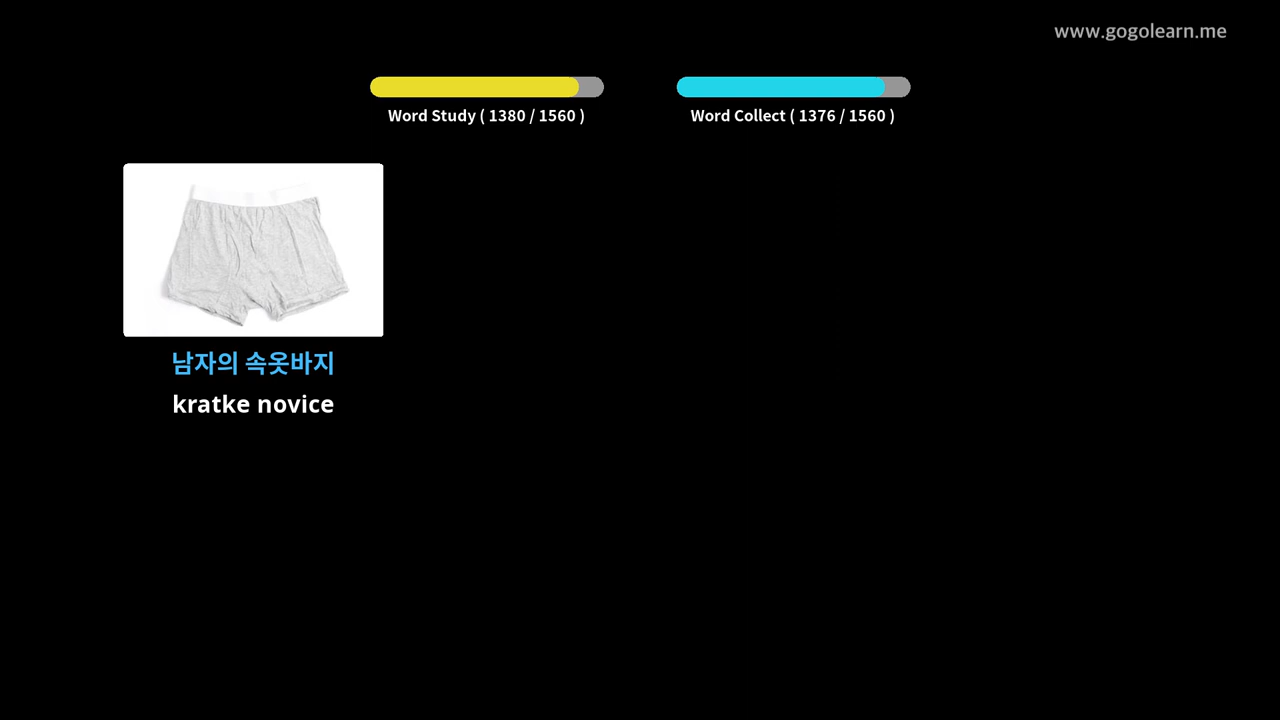 www.gogolearn.me
Word Study ( 1380 / 1560 )
Word Collect ( 1376 / 1560 )
남자의 속옷바지
kratke novice